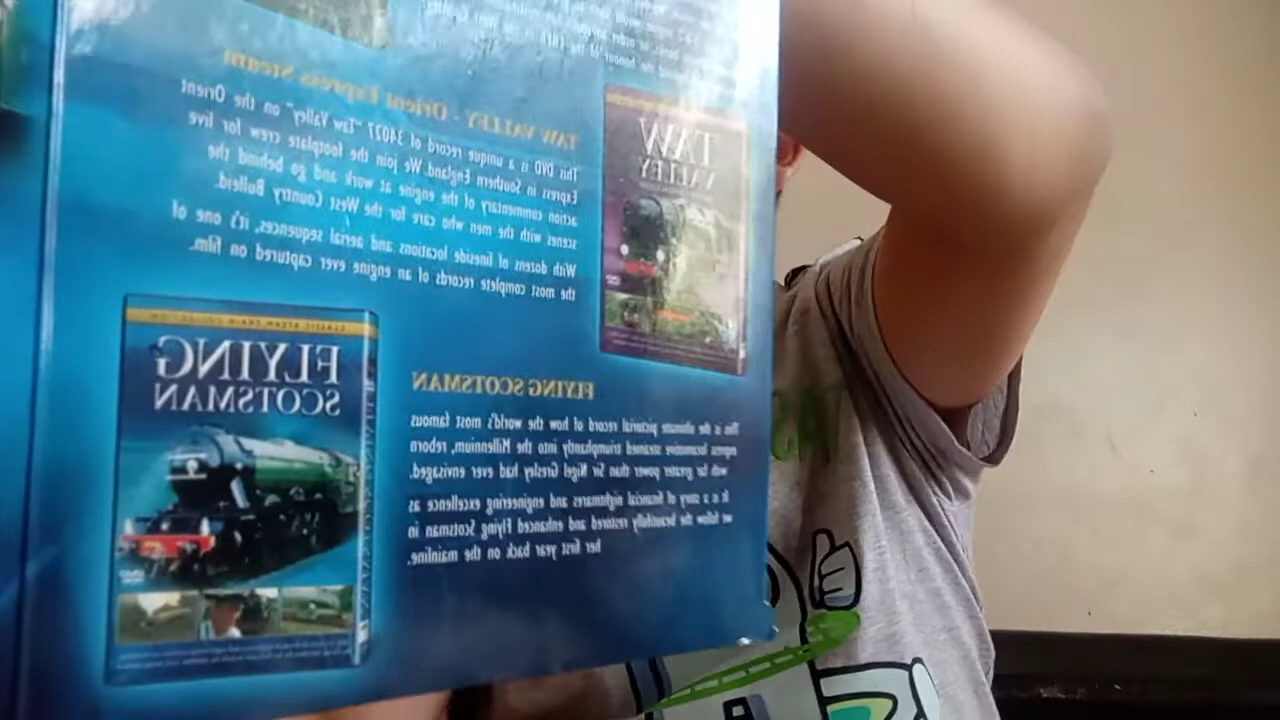 TAW VALLEY - Orient Express Steam
This DVD is a unique record of 34027 "Taw Valley" on the Orient
Express in Southern England. We join the footplate crew for live
action commentary of the engine at work and go behind the
scenes with the men who care for the West Country Bulleid.
With dozens of lineside locations and aerial sequences, it's one of
the most complete records of an engine ever captured on film.
TAW
VALLEY
FLYING SCOTSMAN
This is the ultimate pictorial record of how the world's most famous
express locomotive steamed triumphantly into the Millennium, reborn
with far greater power than Sir Nigel Gresley had ever envisaged.
It is a story of financial nightmares and engineering excellence as
we follow the beautifully restored and enhanced Flying Scotsman in
her first year back on the mainline.
CLASSIC STEAM TRAIN COLLECTION
FLYING
SCOTSMAN